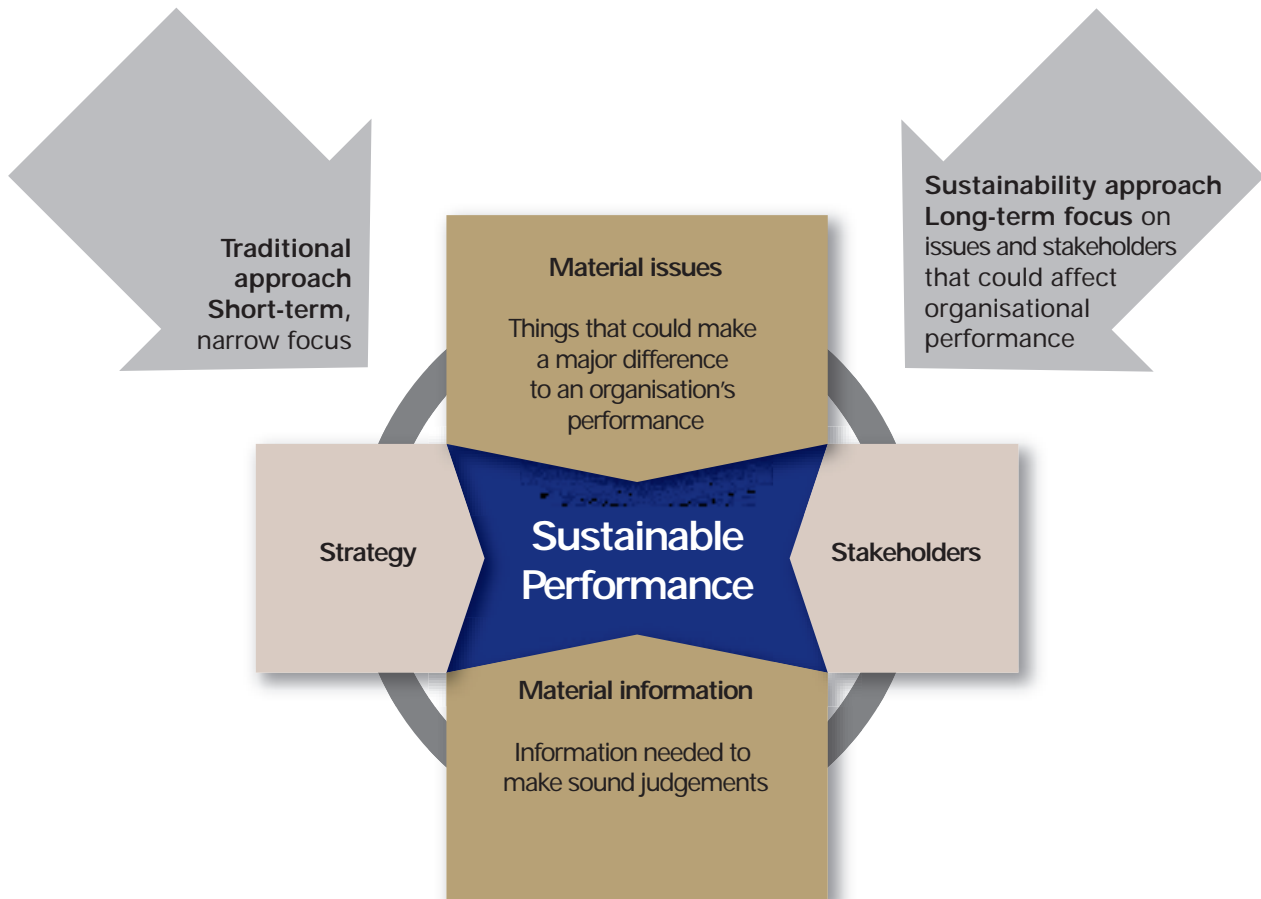 Traditional
approach
Short-term,
narrow focus
Sustainability approach
Long-term focus on
issues and stakeholders
that could affect
organisational
performance
Material issues
Things that could make
a major difference
to an organisation's
performance
Strategy
Sustainable
Performance
Stakeholders
Material information
Information needed to
make sound judgements